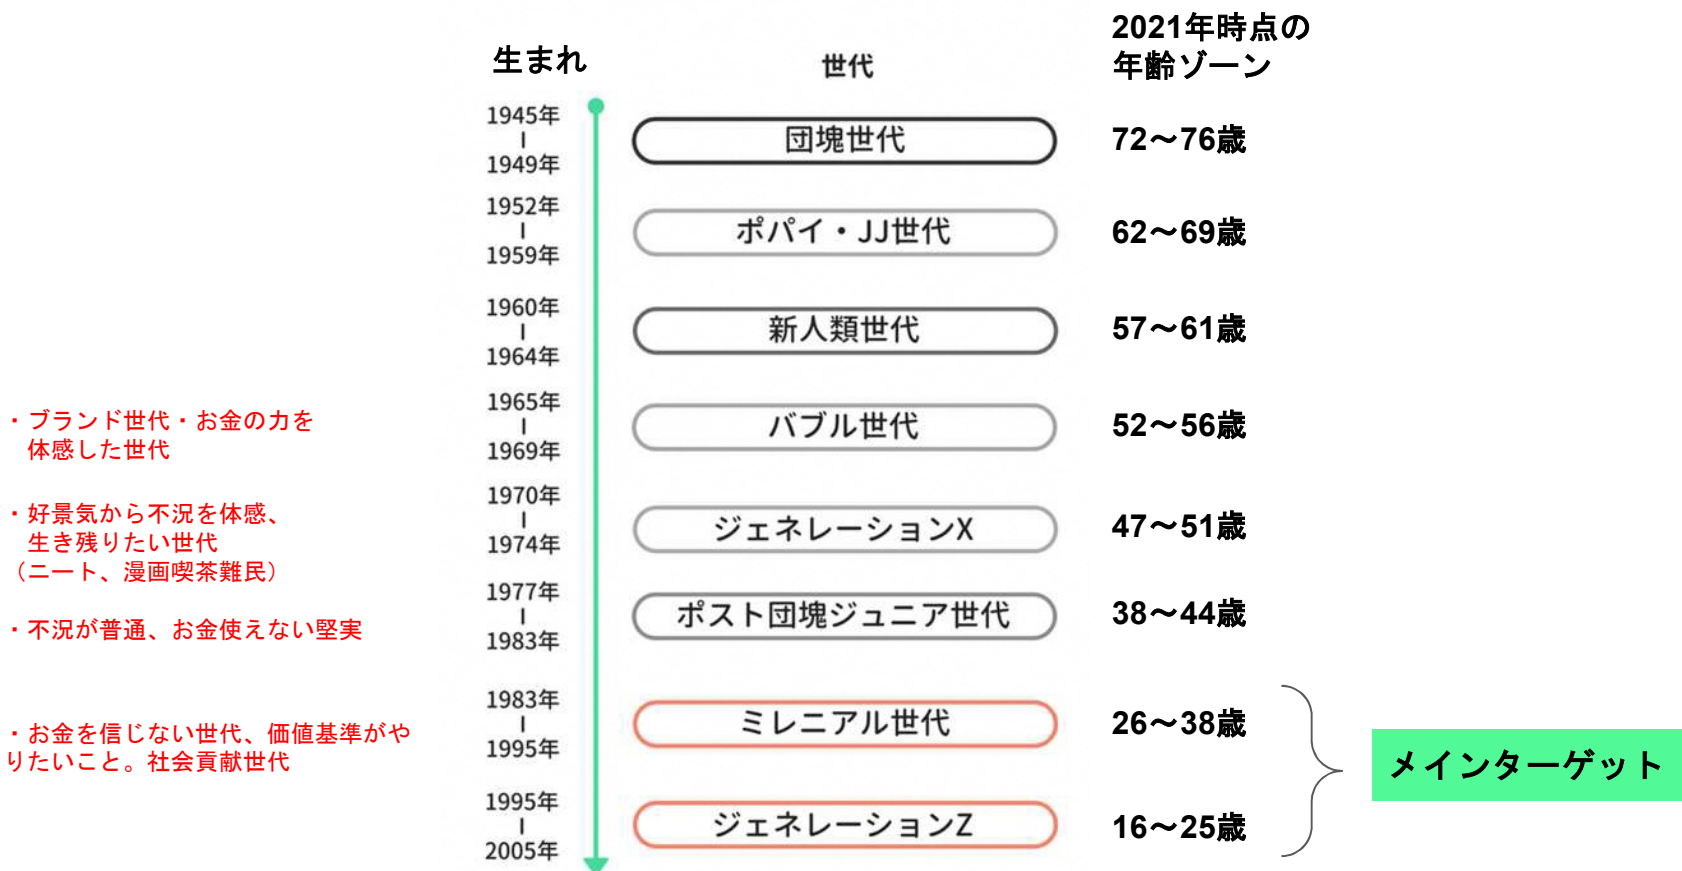 生まれ
世代
2021年時点の
年齢ゾーン
1945年
|
1949年
団塊世代
72～76歳
1952年
|
1959年
ポパイ・JJ世代
62～69歳
1960年
|
1964年
新人類世代
57～61歳
・ブランド世代・お金の力を
体感した世代
1965年
|
1969年
バブル世代
52～56歳
・好景気から不況を体感、
生き残りたい世代
（ニート、漫画喫茶難民）
1970年
|
1974年
ジェネレーションX
47～51歳
・不況が普通、お金使えない堅実
1977年
|
1983年
ポスト団塊ジュニア世代
38～44歳
・お金を信じない世代、価値基準がや
りたいこと。社会貢献世代
1983年
|
1995年
ミレニアル世代
26～38歳
メインターゲット
1995年
|
2005年
ジェネレーションZ
16～25歳